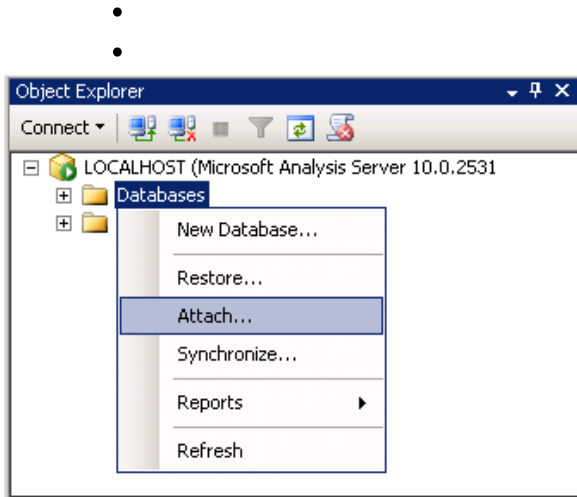 Object Explorer
Connect
LOCALHOST (Microsoft Analysis Server 10.0.2531
Databases
New Database...
Restore...
Attach...
Synchronize...
Reports
Refresh